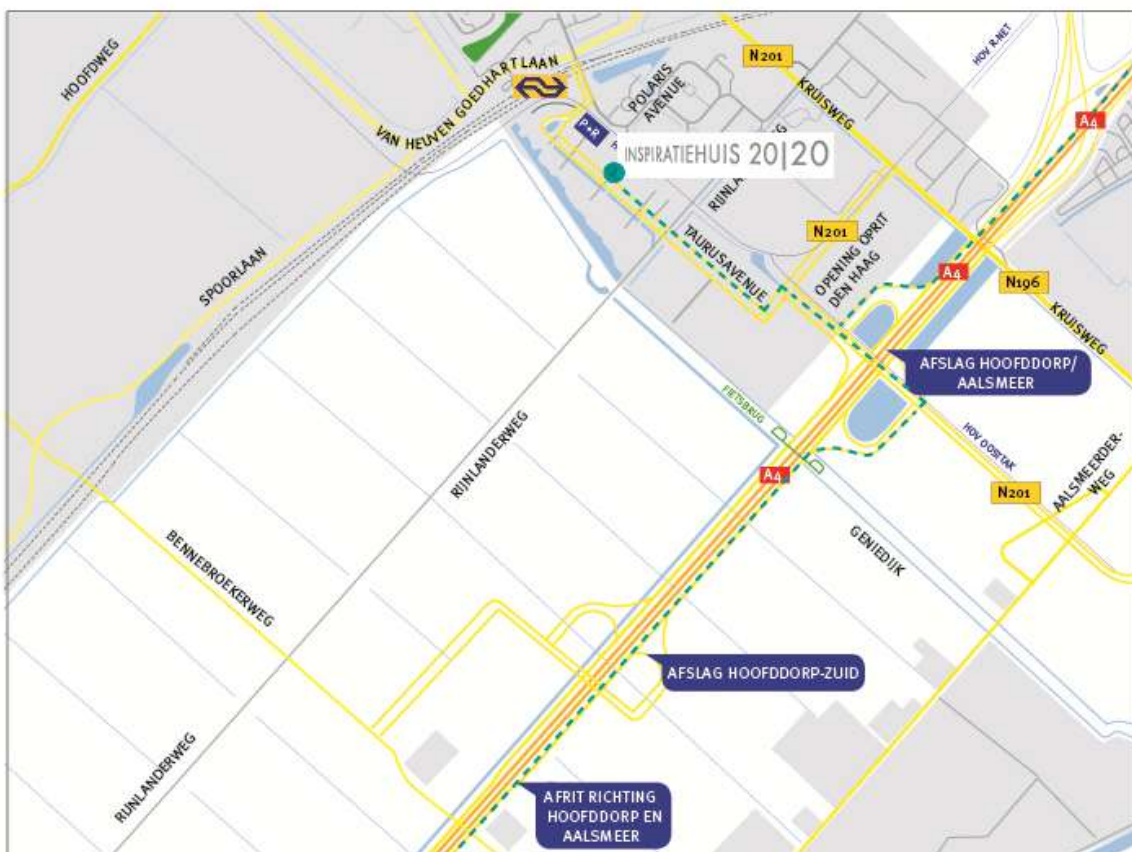 HOOFDWEG
VAN HEUVEN GOEDHARTLAAN
N201
HOV R-NET
KRUISWEG
POLARIS
AVENUE
A4
P+R
INSPIRATIEHUIS 20|20
SPOORLAAN
TAURUSAVENUE
N201
OPENING OPRIT
DEN HAAG
A4
N196
KRUISWEG
AFSLAG HOOFDDORP/
AALSMEER
FIETSBRUG
HOV OOSTTAK
AALSMEERDER-
WEG
A4
N201
RIJNLANDERWEG
GENIEDIJK
BENNEBROEKERWEG
AFSLAG HOOFDDORP-ZUID
RIJNLANDERWEG
AFRIT RICHTING
HOOFDDORP EN
AALSMEER